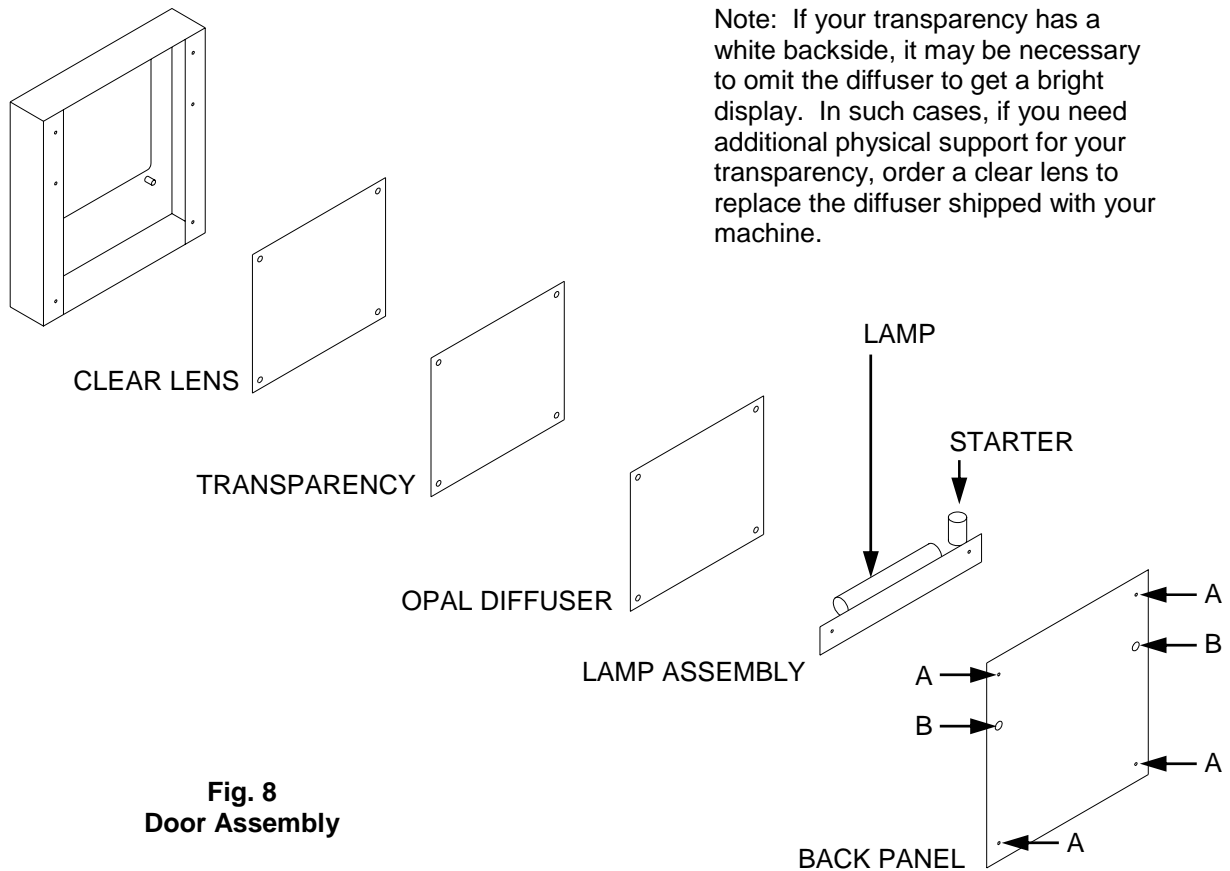 Note:  If your transparency has a
white backside, it may be necessary
to omit the diffuser to get a bright
display.  In such cases, if you need
additional physical support for your
transparency, order a clear lens to
replace the diffuser shipped with your
machine.
LAMP
CLEAR LENS
STARTER
TRANSPARENCY
OPAL DIFFUSER
A
B
LAMP ASSEMBLY
A
B
A
Fig. 8
Door Assembly
A
BACK PANEL